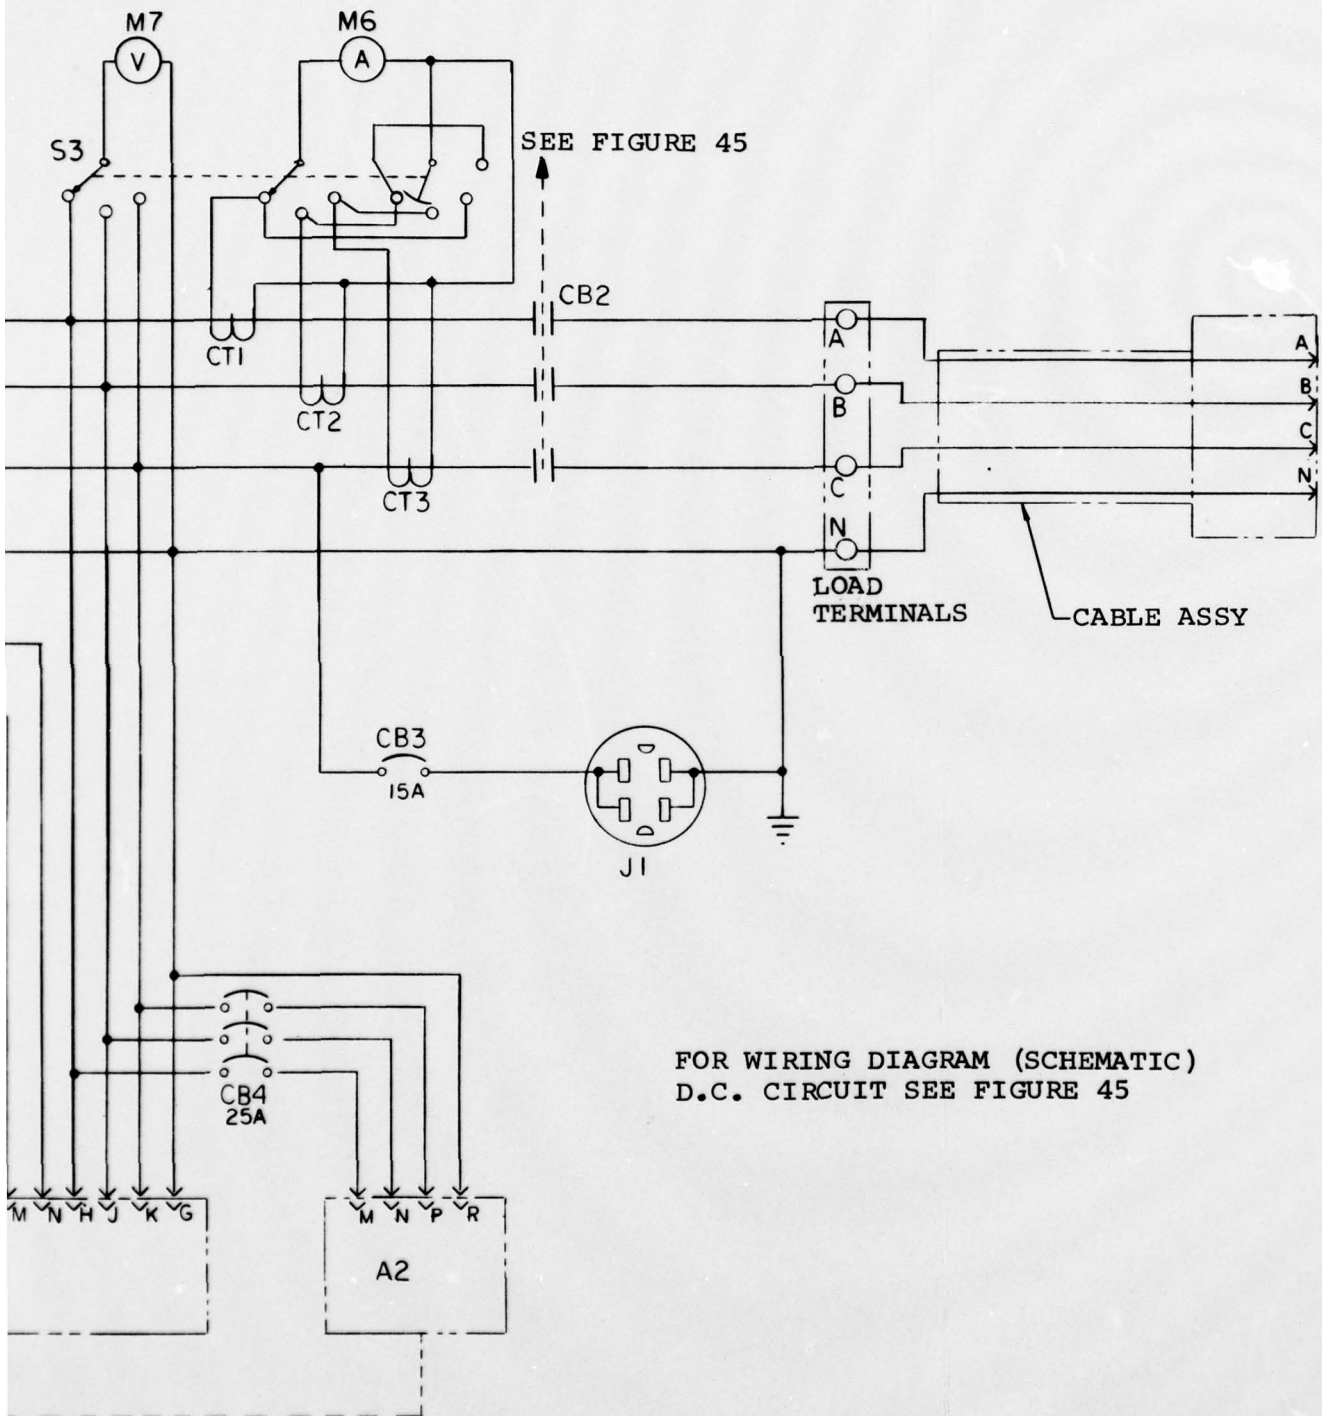 M7
M6
V
A
S3
SEE FIGURE 45
CB2
CT1
CT2
CT3
A
B
C
N
LOAD
TERMINALS
A
B
C
N
CABLE ASSY
CB3
15A
J1
CB4
25A
FOR WIRING DIAGRAM (SCHEMATIC)
D.C. CIRCUIT SEE FIGURE 45
M N H J K G
M N P R
A2